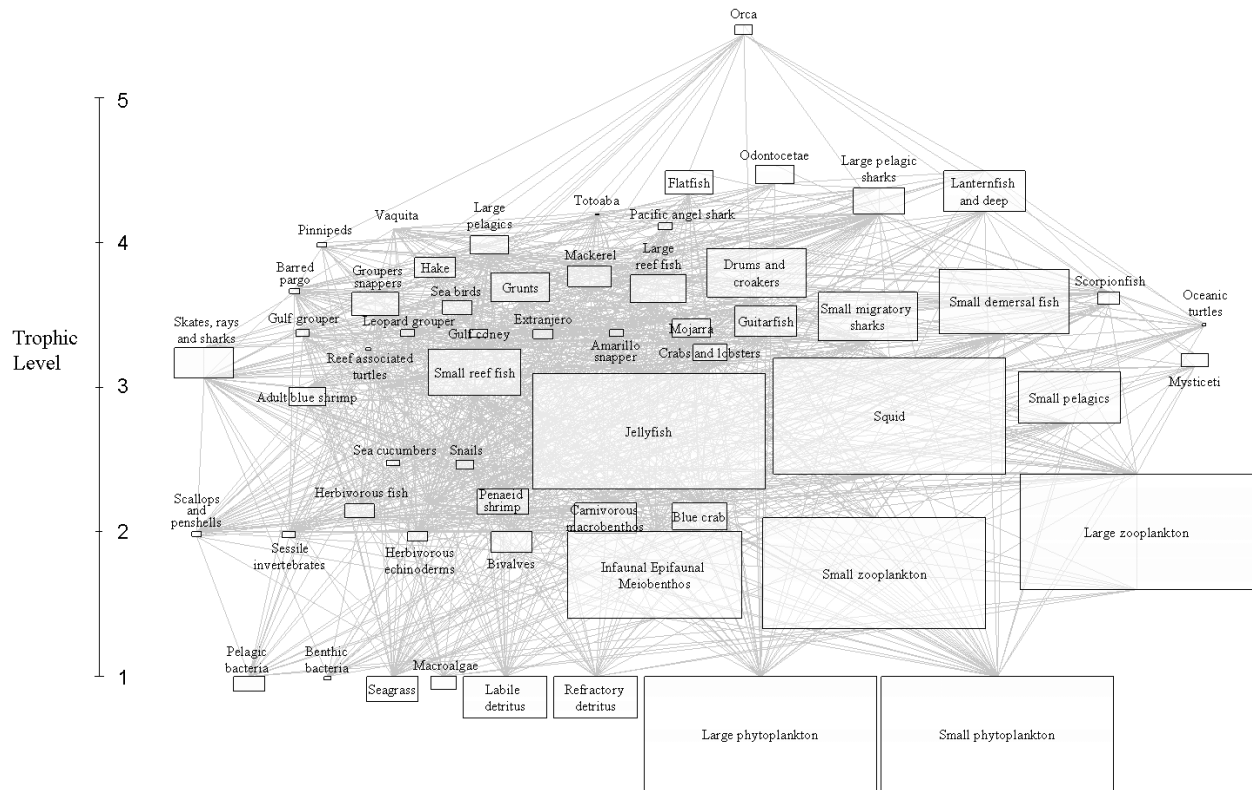 Orca
5
Odontocetae
Large pelagic
sharks
Flatfish
Lanternfish
and deep
Totoaba
Large
pelagics
Vaquita
Pacific angel shark
Pinnipeds
4
Mackerel
Large
reef fish
Drums and
croakers
Hake
Barred
pargo
Groupers
snappers
Sea birds
Grunts
Scorpionfish
Small migratory
sharks
Small demersal fish
Oceanic
turtles
Skates, rays
and sharks
Gulf grouper
Leopard grouper
Gulf coney
Extranjero
Amarillo
snapper
Mojarra
Guitarfish
Crabs and lobsters
Trophic
Level
Reef associated
turtles
Small reef fish
Mysticeti
3
Adult blue shrimp
Small pelagics
Jellyfish
Squid
Sea cucumbers
Snails
Scallops
and
penshells
Herbivorous fish
Penaeid
shrimp
Carnivorous
macrobenthos
Blue crab
2
Large zooplankton
Sessile
invertebrates
Herbivorous
echinoderms
Bivalves
Infaunal Epifaunal
Meiobenthos
Small zooplankton
Pelagic
bacteria
Benthic
bacteria
Macroalgae
1
Seagrass
Labile
detritus
Refractory
detritus
Large phytoplankton
Small phytoplankton